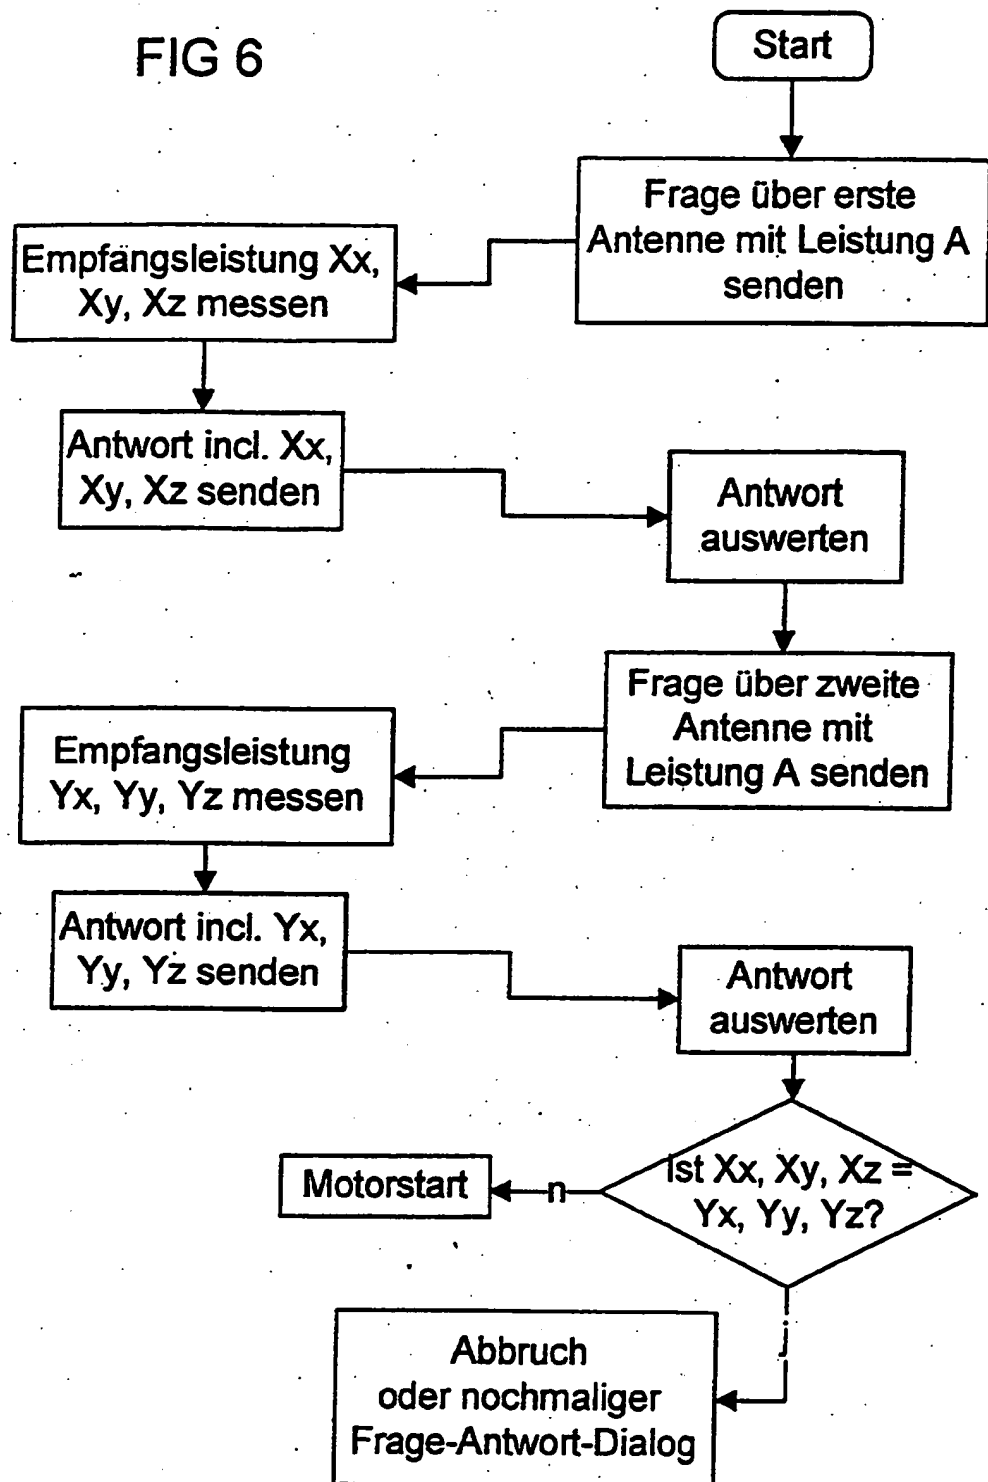 FIG 6
Start
Frage über erste
Antenne mit Leistung A
senden
Empfangsleistung Xx,
Xy, Xz messen
Antwort incl. Xx,
Xy, Xz senden
Antwort
auswerten
Frage über zweite
Antenne mit
Leistung A senden
Empfangsleistung
Yx, Yy, Yz messen
Antwort incl. Yx,
Yy, Yz senden
Antwort
auswerten
Ist Xx, Xy, Xz =
Yx, Yy, Yz?
n
Motorstart
j
Abbruch
oder nochmaliger
Frage-Antwort-Dialog